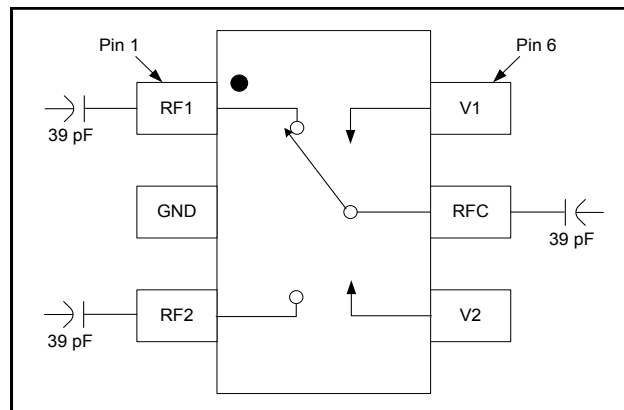 Pin 1
Pin 6
RF1
V1
39 pF
GND
RFC
39 pF
RF2
V2
39 pF